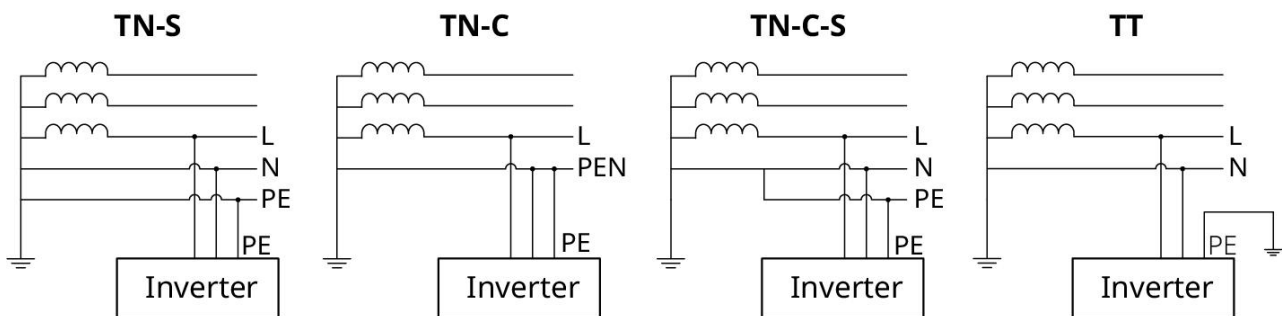 TN-S TN-C TN-C-S TT
L L L L
N PEN N N
PE PE
PE PE PE PE
Inverter Inverter Inverter Inverter